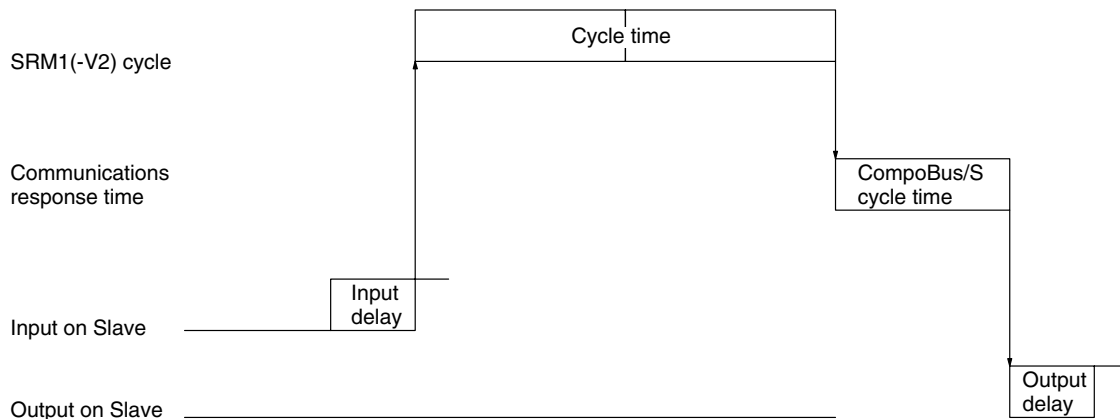 Cycle time
SRM1(-V2) cycle
Communications
response time
CompoBus/S
cycle time
Input
delay
Input on Slave
Output
delay
Output on Slave